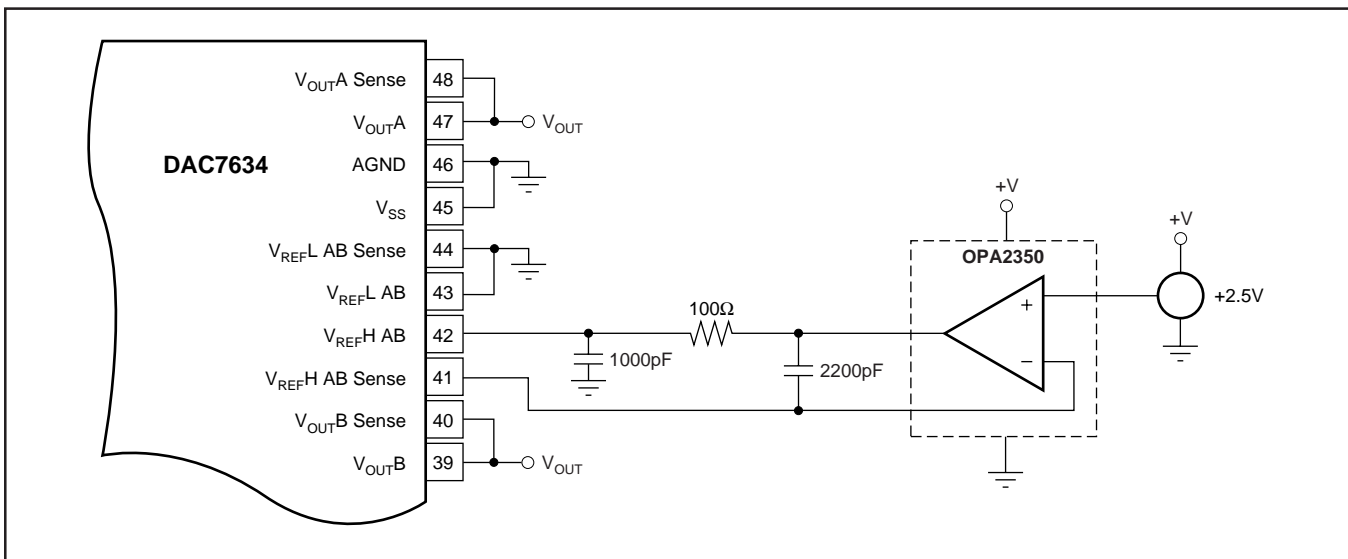 DAC7634
V_OUTA Sense 48
V_OUTA 47
V_OUT
AGND 46
V_SS 45
V_REFL AB Sense 44
V_REFL AB 43
V_REFH AB 42
V_REFH AB Sense 41
V_OUTB Sense 40
V_OUTB 39
V_OUT
1000pF
100Ω
2200pF
+V
OPA2350
+
−
+V
+2.5V